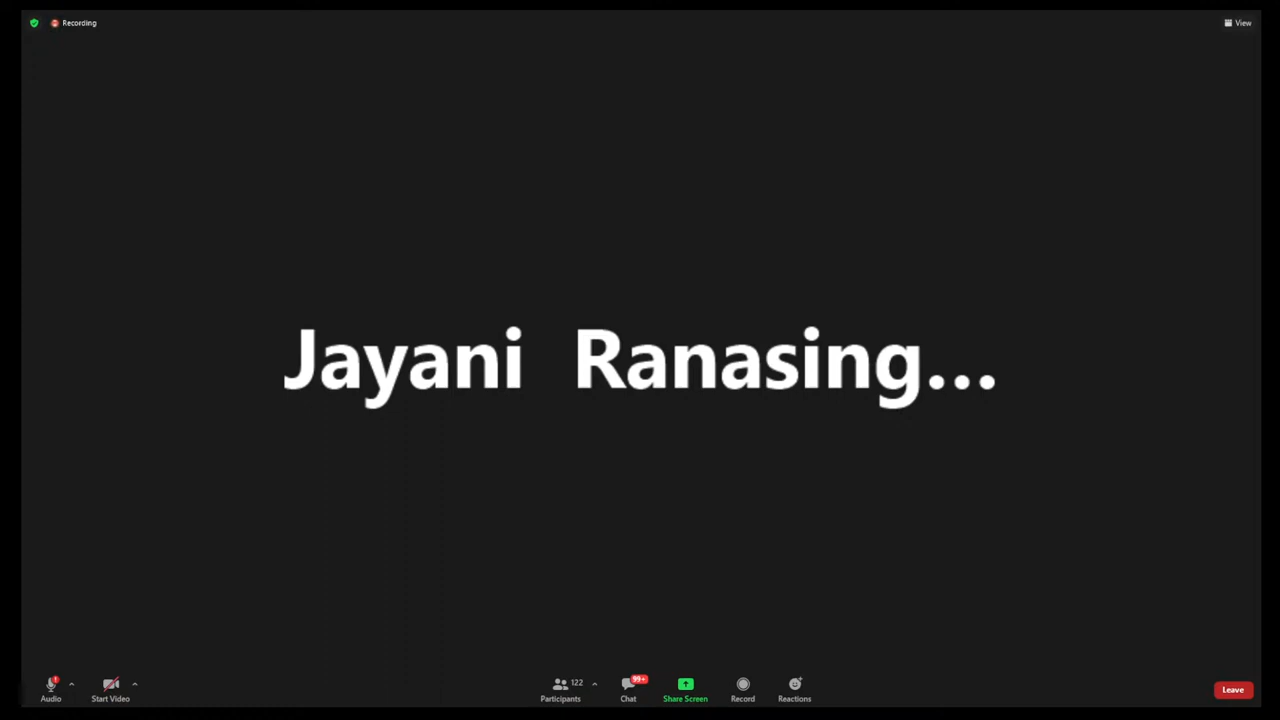 Recording
View
Jayani Ranasing...
Audio
Start Video
Participants
122
Chat
99+
Share Screen
Record
Reactions
Leave